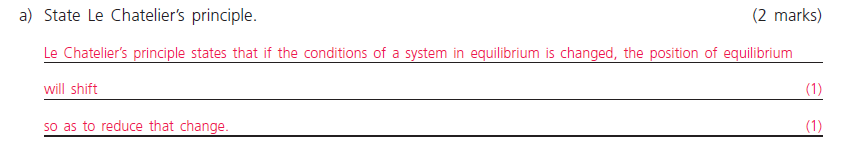 a) State Le Chatelier's principle. (2 marks)
Le Chatelier's principle states that if the conditions of a system in equilibrium is changed, the position of equilibrium
will shift (1)
so as to reduce that change. (1)